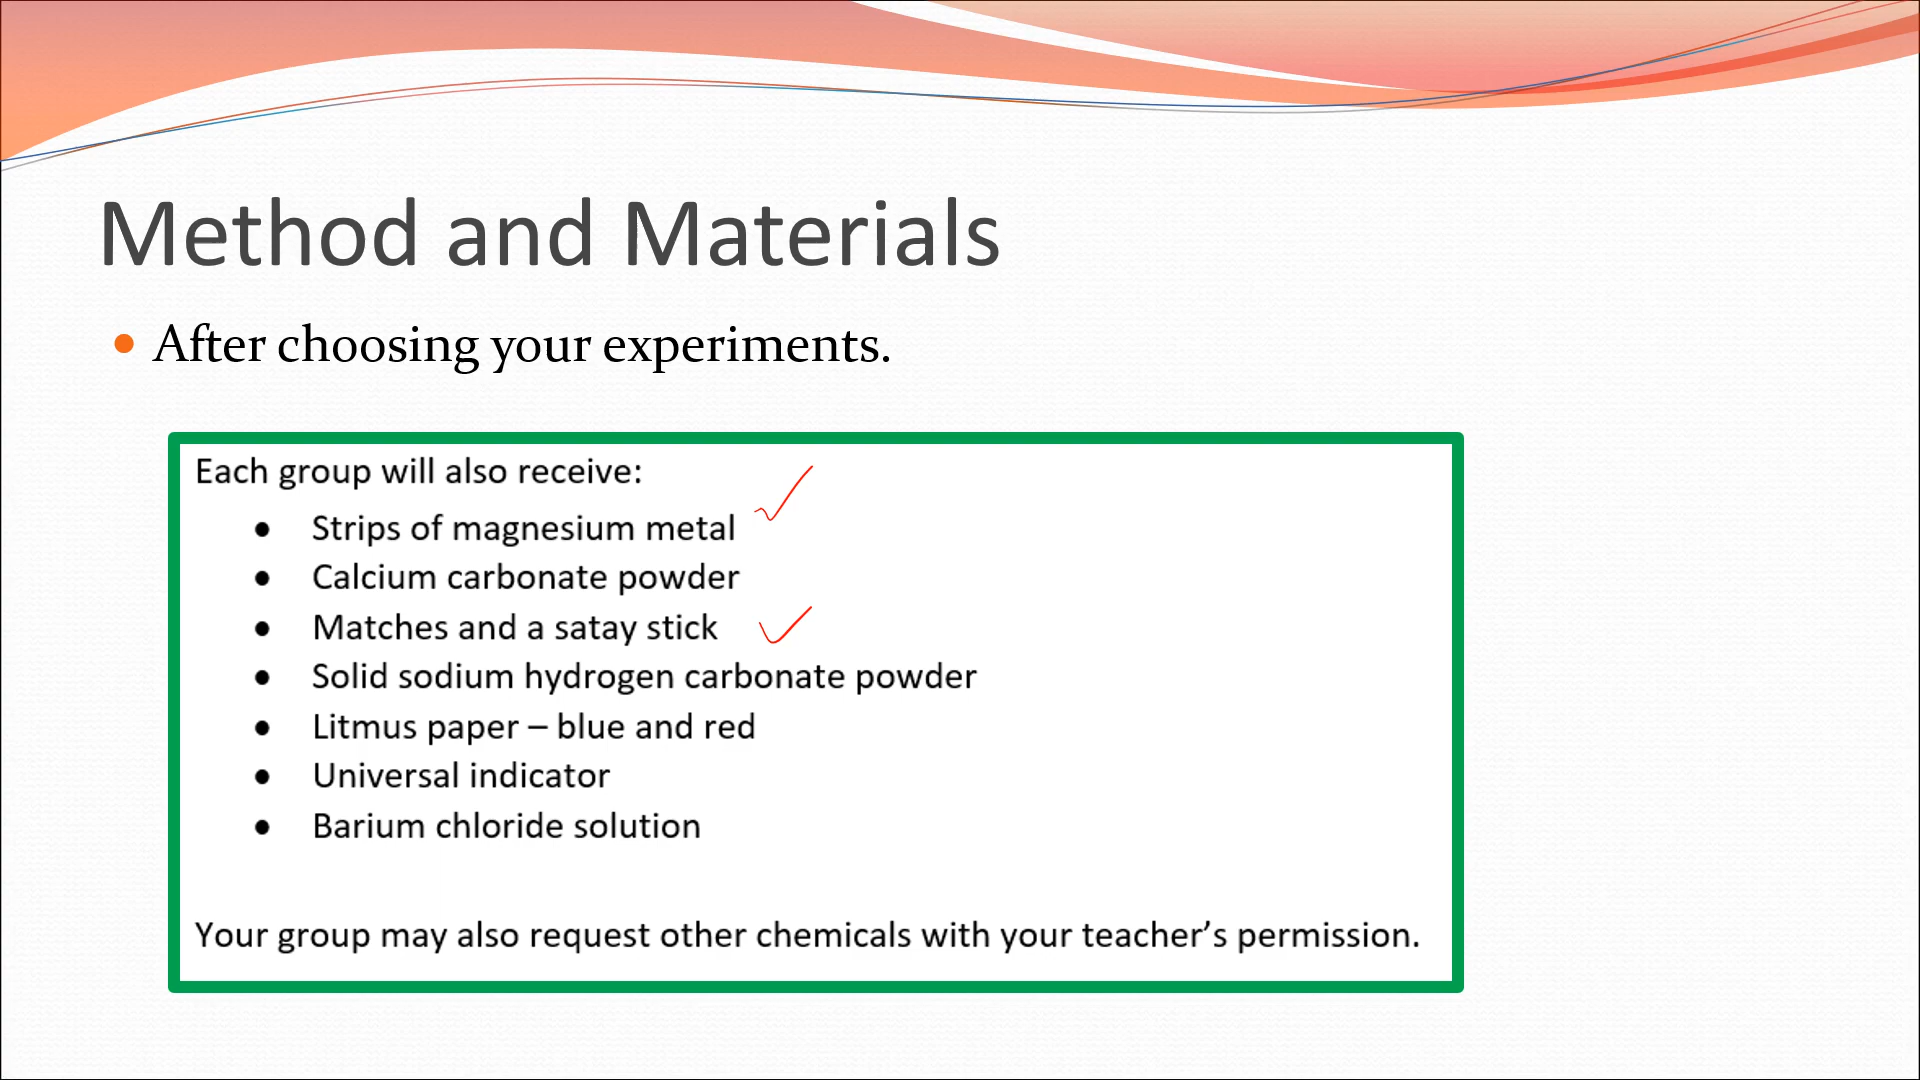 Method and Materials
After choosing your experiments.
Each group will also receive:
Strips of magnesium metal
Calcium carbonate powder
Matches and a satay stick
Solid sodium hydrogen carbonate powder
Litmus paper – blue and red
Universal indicator
Barium chloride solution
Your group may also request other chemicals with your teacher’s permission.